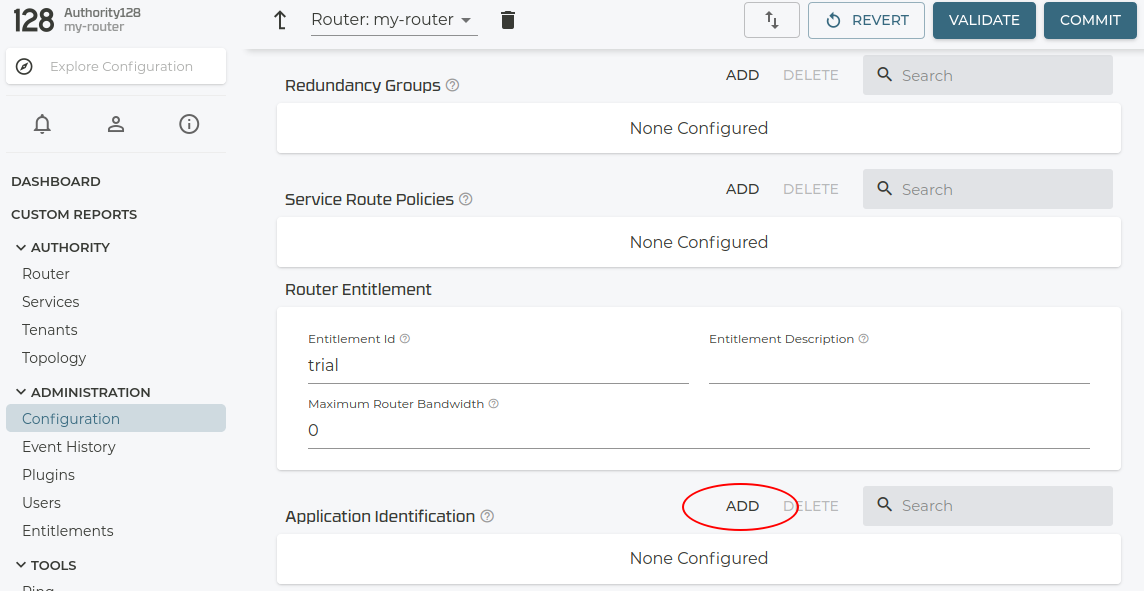 128
Authority128
my-router
Router: my-router
REVERT
VALIDATE
COMMIT
Explore Configuration
DASHBOARD
CUSTOM REPORTS
AUTHORITY
Router
Services
Tenants
Topology
ADMINISTRATION
Configuration
Event History
Plugins
Users
Entitlements
TOOLS
Ping
Redundancy Groups
ADD DELETE Search
None Configured
Service Route Policies
ADD DELETE Search
None Configured
Router Entitlement
Entitlement Id Entitlement Description
trial
Maximum Router Bandwidth
0
Application Identification
ADD DELETE Search
None Configured